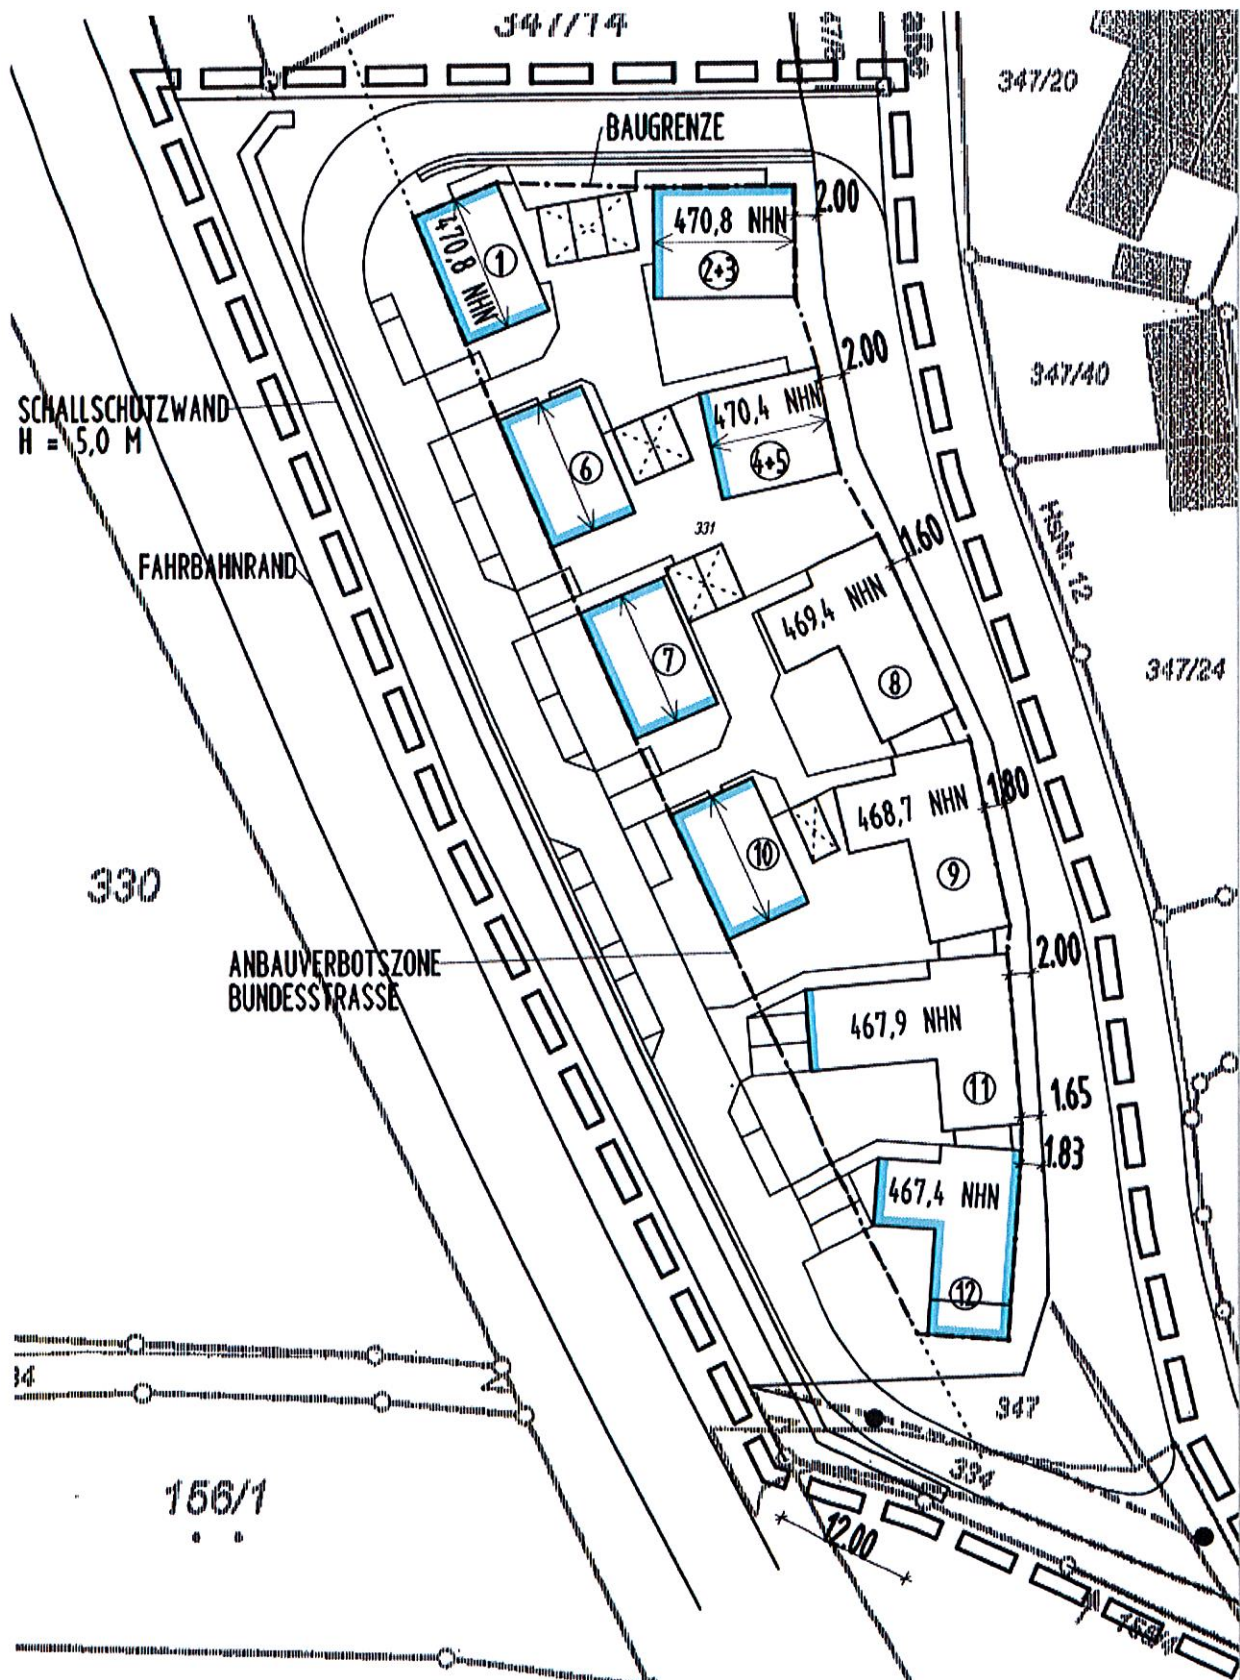 347/14
347/20
BAUGRENZE
2.00
470,8 NHN
470,8 NHN
1
2+3
2.00
347/40
SCHALLSCHUTZWAND
H = 5,0 M
470,4 NHN
4+5
6
331
1.60
HsNr. 12
FAHRBAHNRAND
469,4 NHN
7
8
347/24
1.80
468,7 NHN
10
9
330
ANBAUVERBOTSZONE
BUNDESSTRASSE
2.00
467,9 NHN
11
1.65
1.83
467,4 NHN
12
347
334
156/1
12.00